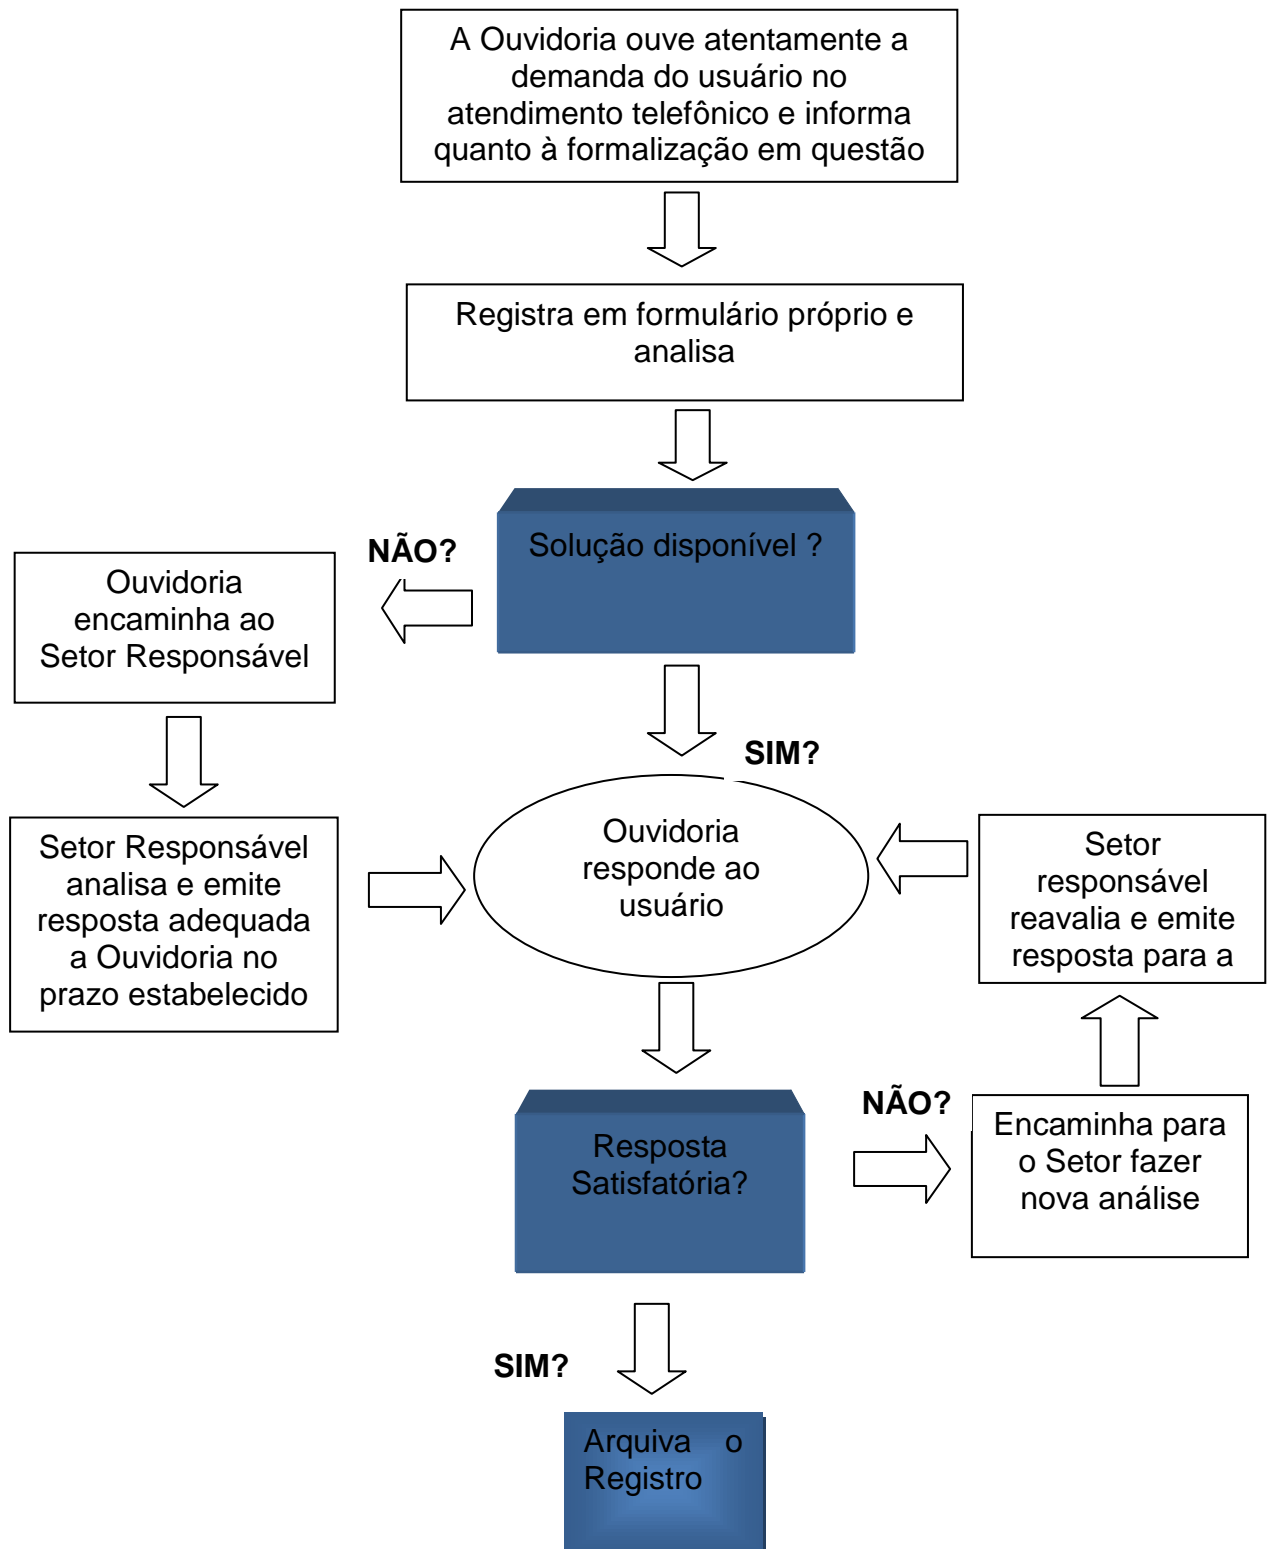 A Ouvidoria ouve atentamente a
demanda do usuário no
atendimento telefônico e informa
quanto à formalização em questão
Registra em formulário próprio e
analisa
Solução disponível ?
NÃO?
Ouvidoria
encaminha ao
Setor Responsável
SIM?
Setor Responsável
analisa e emite
resposta adequada
a Ouvidoria no
prazo estabelecido
Ouvidoria
responde ao
usuário
Setor
responsável
reavalia e emite
resposta para a
Resposta
Satisfatória?
NÃO?
Encaminha para
o Setor fazer
nova análise
SIM?
Arquiva o
Registro